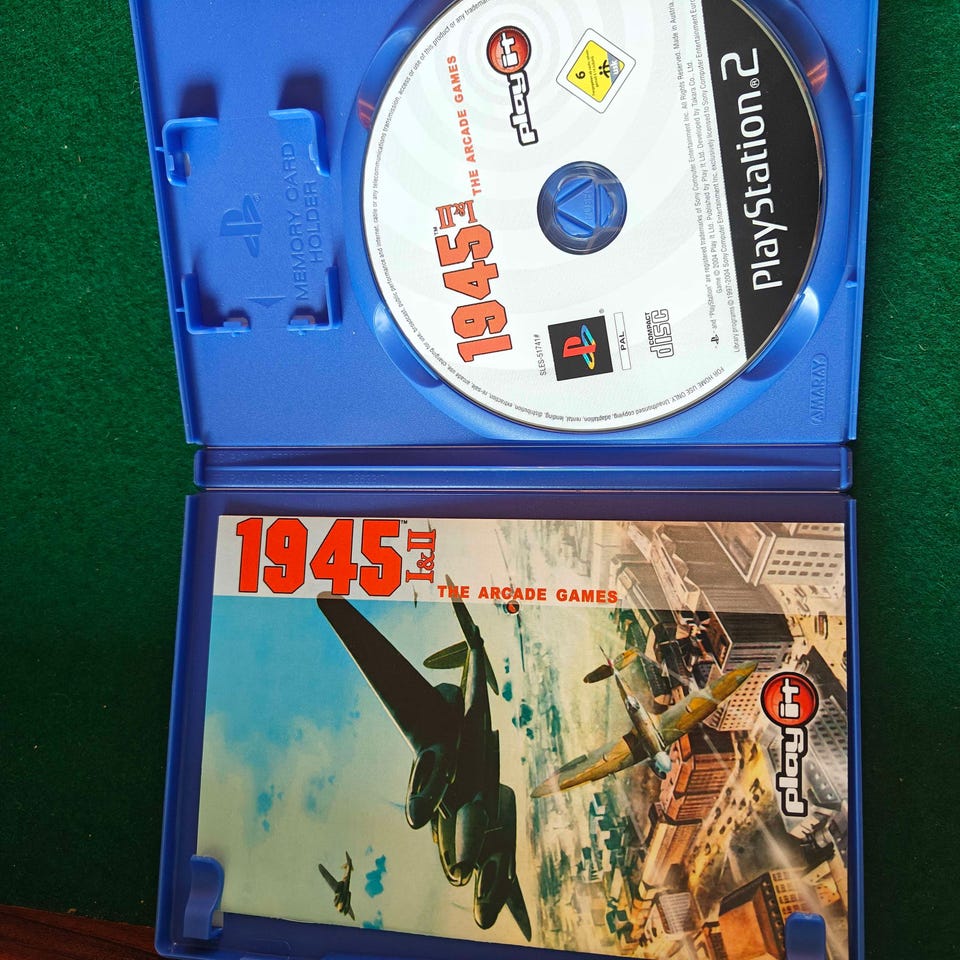 MEMORY CARD
HOLDER
FOR HOME USE ONLY. Unauthorised copying, adaptation, rental, lending, distribution, extraction, re-sale, arcade use, charging for use, broadcast, public performance and internet, cable or any telecommunications transmission, access or use of this product or any trademark
1945™ I&II
THE ARCADE GAMES
play it
6
SLES-51741#
®
PAL
COMPACT
disc
"PS" and "PlayStation" are registered trademarks of Sony Computer Entertainment Inc. All Rights Reserved. Made in Austria.
Game © 2004 Play It Ltd. Published by Play It Ltd. Developed by Takara Co., Ltd.
Library programs © 1997-2004 Sony Computer Entertainment Inc. exclusively licensed to Sony Computer Entertainment Euro
PlayStation®2
AMARAY
1945™ I&II
THE ARCADE GAMES
play it